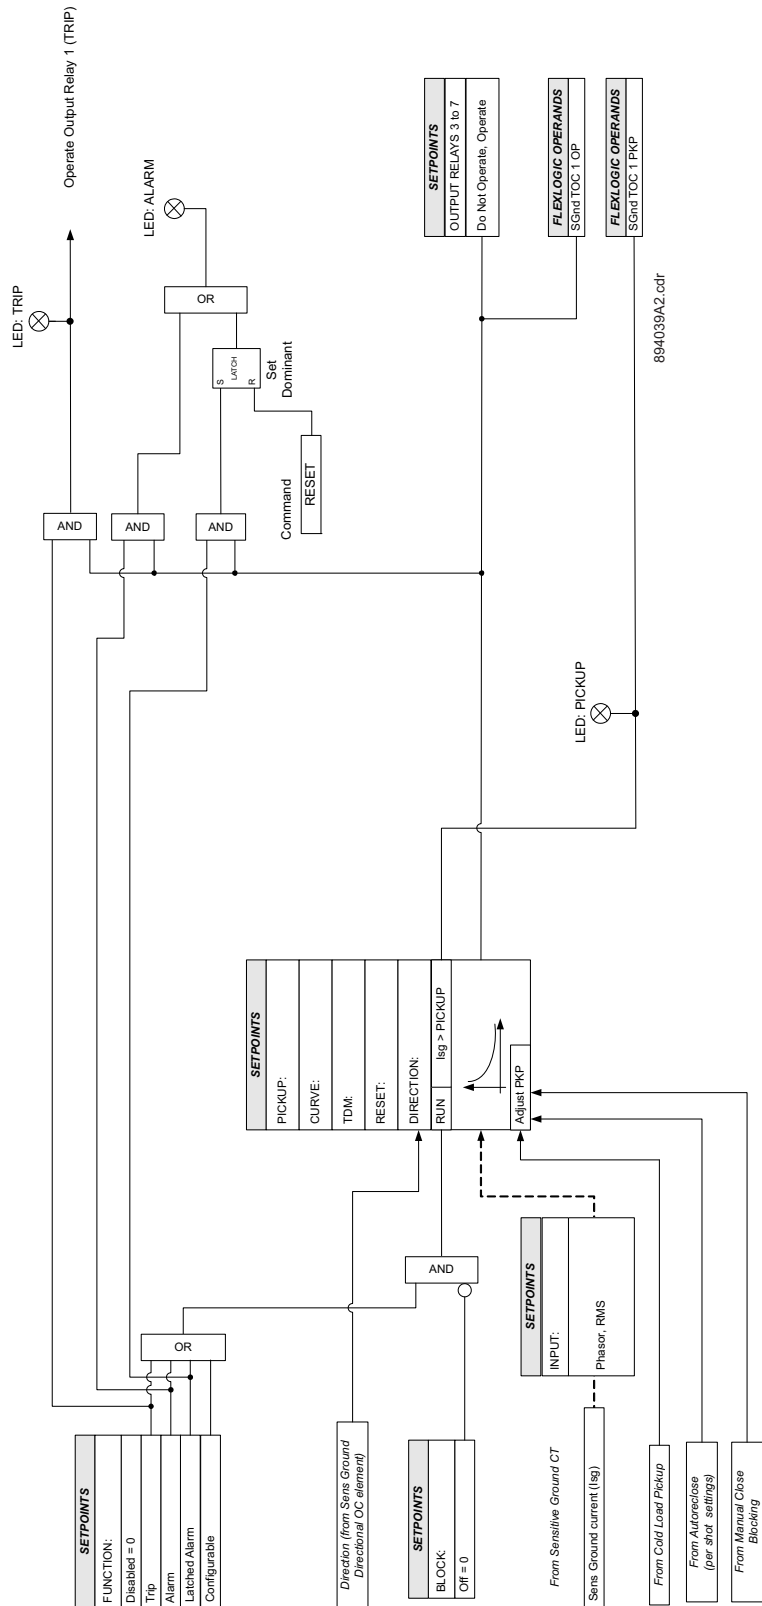 SETPOINTS
FUNCTION:
Disabled = 0
Trip
Alarm
Latched Alarm
Configurable
OR
Direction (from Sens Ground
Directional OC element)
SETPOINTS
BLOCK:
Off = 0
AND
From Sensitive Ground CT
Sens Ground current (Isg)
SETPOINTS
INPUT:
Phasor, RMS
From Cold Load Pickup
From Autoreclose
(per shot settings)
From Manual Close
Blocking
SETPOINTS
PICKUP:
CURVE:
TDM:
RESET:
DIRECTION:
RUN
Isg > PICKUP
Adjust PKP
LED: PICKUP
AND
AND
AND
Command
RESET
S
LATCH
R
Set
Dominant
OR
LED: TRIP
Operate Output Relay 1 (TRIP)
LED: ALARM
SETPOINTS
OUTPUT RELAYS 3 to 7
Do Not Operate, Operate
FLEXLOGIC OPERANDS
SGnd TOC 1 OP
FLEXLOGIC OPERANDS
SGnd TOC 1 PKP
894039A2.cdr